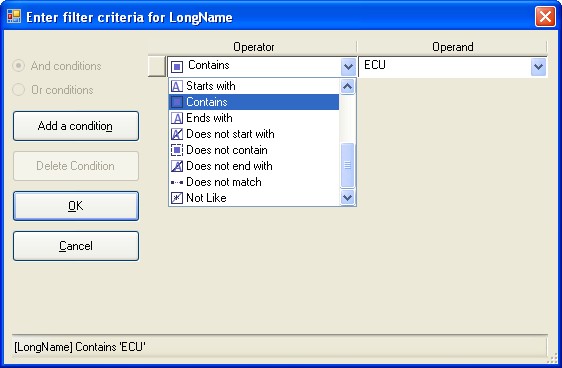 Enter filter criteria for LongName
Operator Operand
And conditions
Or conditions
Contains ECU
Starts with
Contains
Ends with
Does not start with
Does not contain
Does not end with
Does not match
Not Like
Add a condition
Delete Condition
OK
Cancel
[LongName] Contains 'ECU'